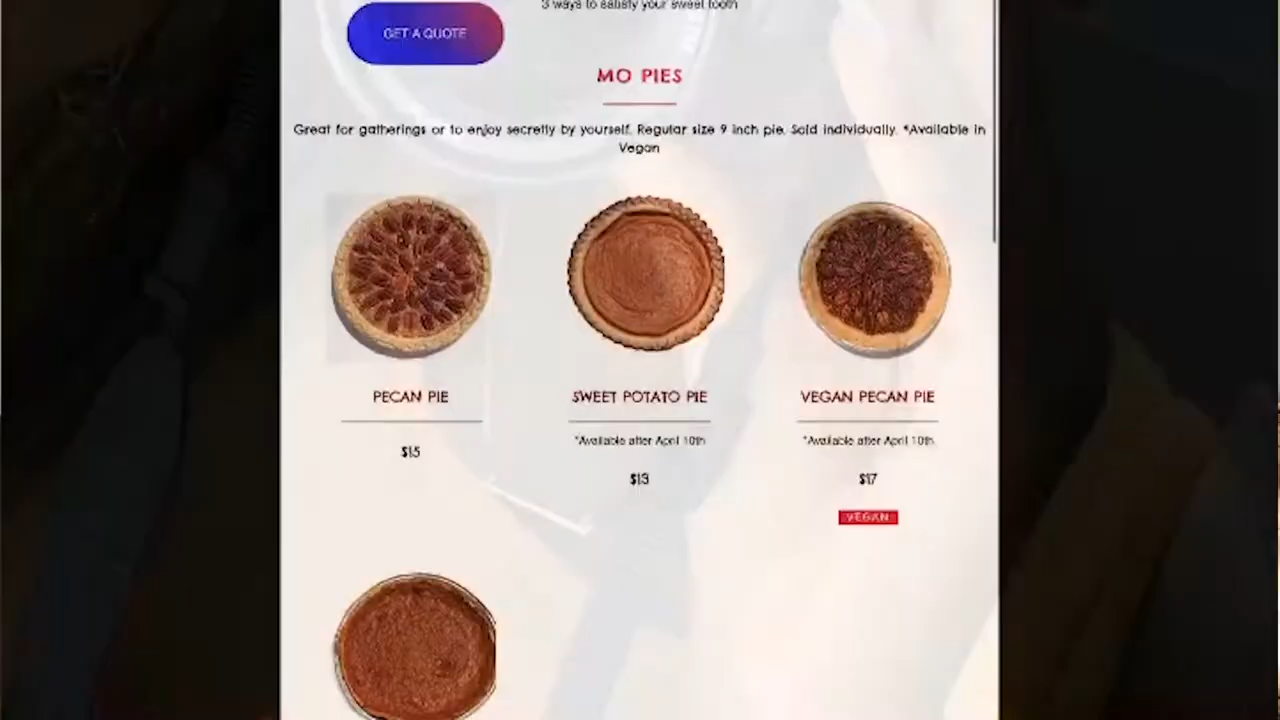 3 ways to satisfy your sweet tooth
GET A QUOTE
MO PIES
Great for gatherings or to enjoy secretly by yourself. Regular size 9 inch pie. Sold individually. *Available in
Vegan
PECAN PIE
SWEET POTATO PIE
VEGAN PECAN PIE
*Available after April 10th
*Available after April 10th
$15
$13
$17
VEGAN